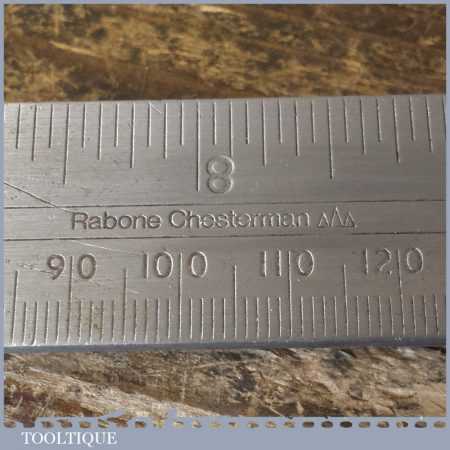 8
Rabone Chesterman
90 100 110 120
TOOLTIQUE